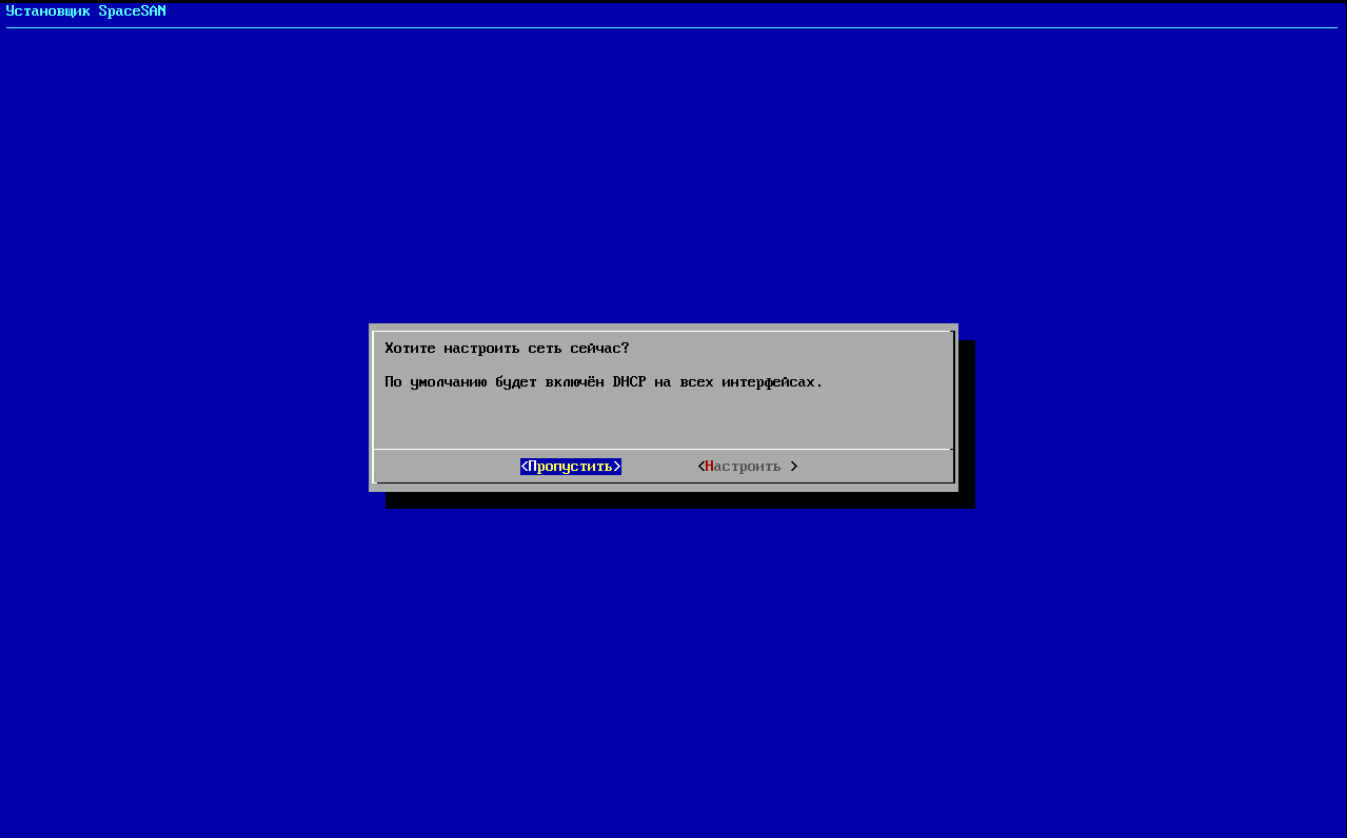 Установщик SpaceSAN
Хотите настроить сеть сейчас?
По умолчанию будет включён DHCP на всех интерфейсах.
<Пропустить> <Настроить >